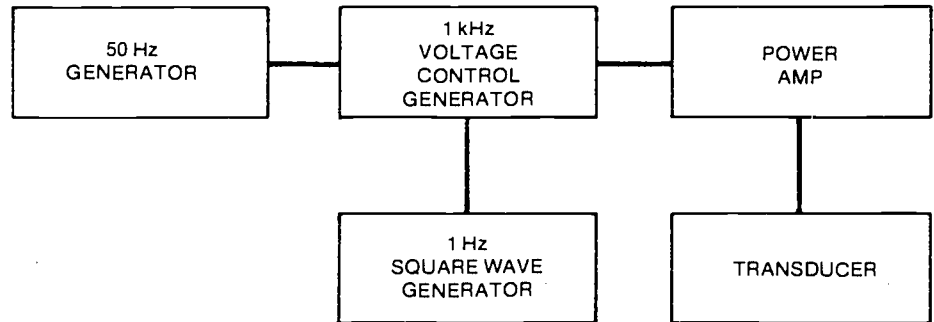 50 Hz
GENERATOR
1 kHz
VOLTAGE
CONTROL
GENERATOR
POWER
AMP
1 Hz
SQUARE WAVE
GENERATOR
TRANSDUCER